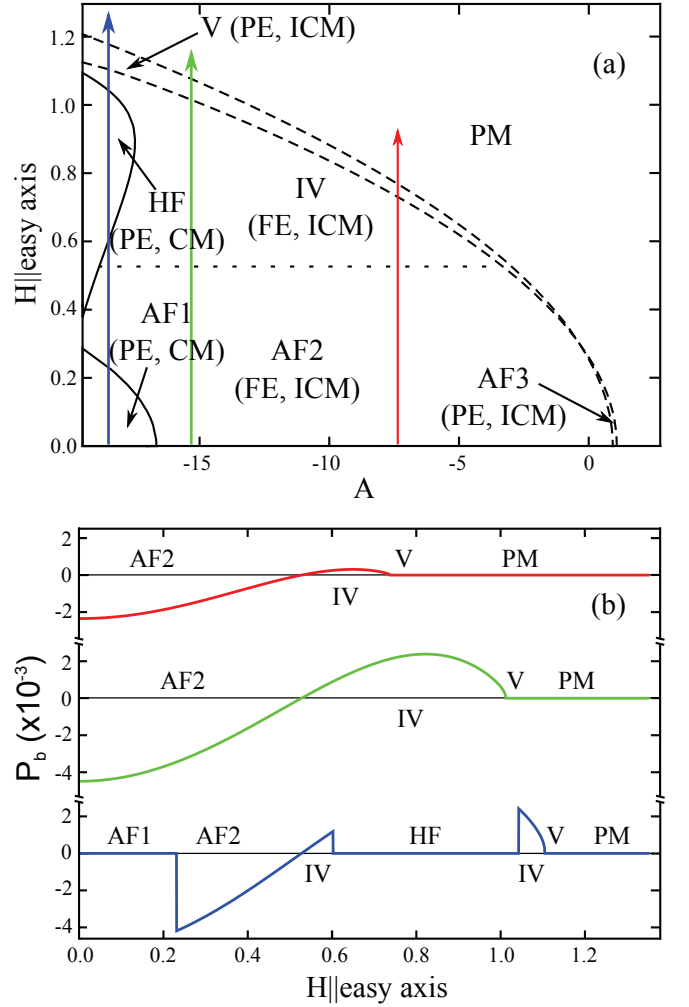 V (PE, ICM)
(a)
PM
IV
(FE, ICM)
HF
(PE, CM)
AF1
(PE, CM)
AF2
(FE, ICM)
AF3
(PE, ICM)
H||easy axis
1.2
1.0
0.8
0.6
0.4
0.2
0.0
-15
-10
-5
0
A
2
0
-2
AF2
IV
V
PM
(b)
2
0
-2
-4
AF2
IV
V
PM
2
0
-2
-4
AF1
AF2
IV
HF
IV
V
PM
P_b (x10⁻³)
0.0
0.2
0.4
0.6
0.8
1.0
1.2
H||easy axis